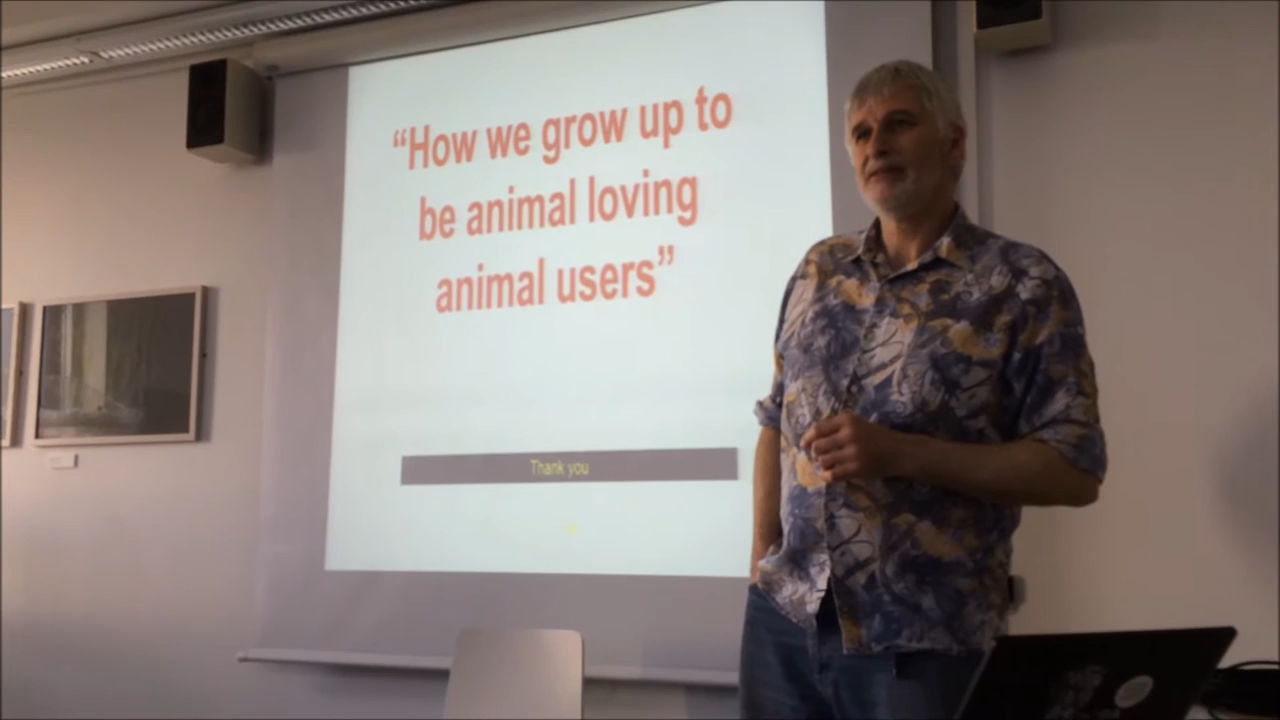 “How we grow up to
be animal loving
animal users”
Thank you